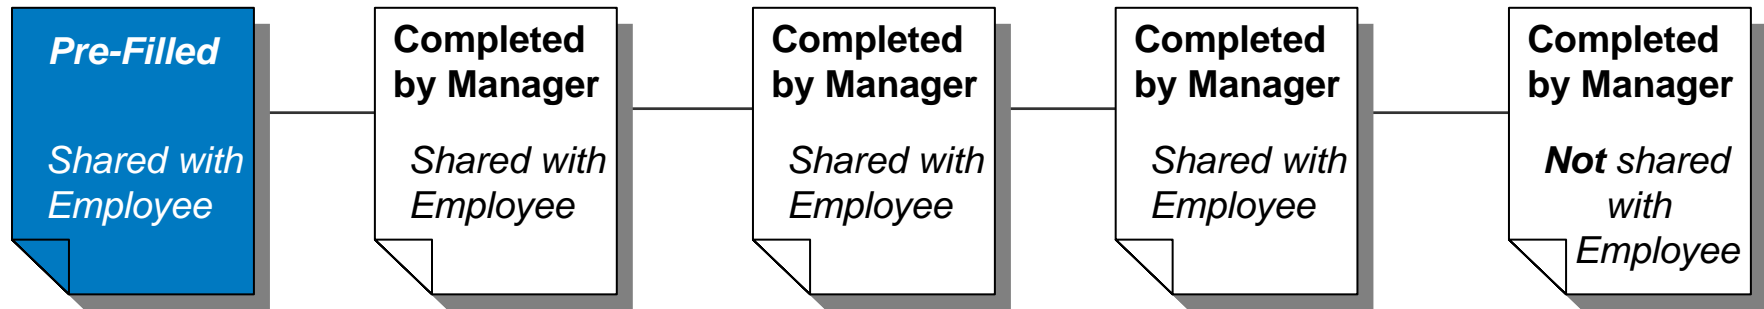 Pre-Filled
Shared with
Employee
Completed
by Manager
Shared with
Employee
Completed
by Manager
Shared with
Employee
Completed
by Manager
Shared with
Employee
Completed
by Manager
Not shared
with
Employee